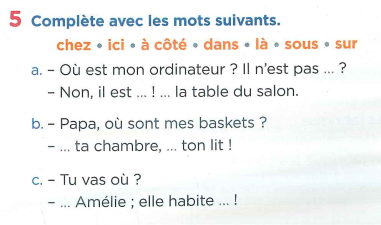 5 Complète avec les mots suivants.
chez • ici • à côté • dans • là • sous • sur
a. – Où est mon ordinateur ? Il n'est pas ... ?
– Non, il est ... ! ... la table du salon.
b. – Papa, où sont mes baskets ?
– ... ta chambre, ... ton lit !
c. – Tu vas où ?
– ... Amélie ; elle habite ... !